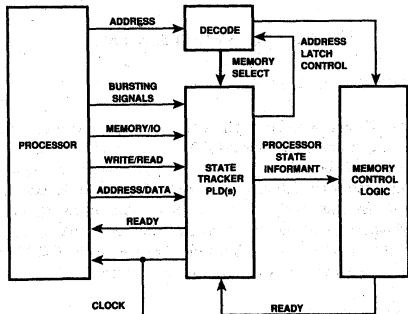 ADDRESS
DECODE
ADDRESS
LATCH
CONTROL
MEMORY
SELECT
BURSTING
SIGNALS
MEMORY/IO
PROCESSOR
WRITE/READ
STATE
TRACKER
PLD(s)
PROCESSOR
STATE
INFORMANT
MEMORY
CONTROL
LOGIC
ADDRESS/DATA
READY
CLOCK
READY